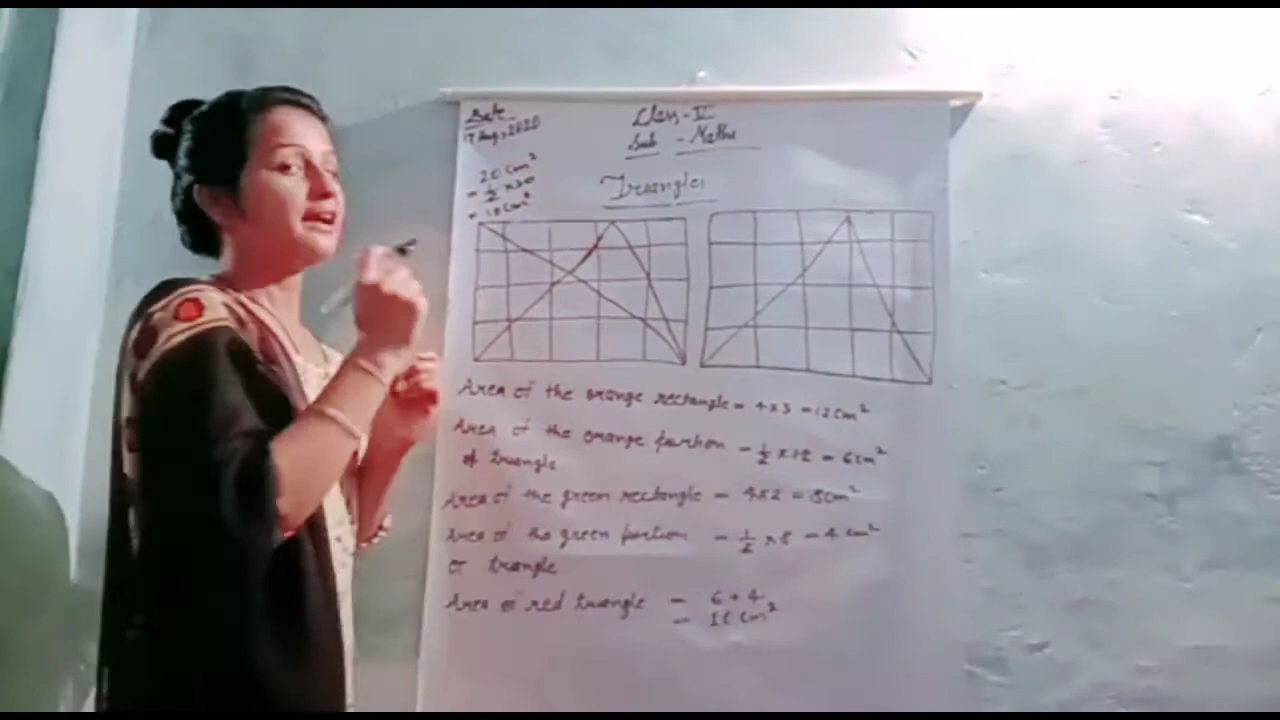 Date
17 Aug, 2020
Class - V
Sub - Maths
20 cm²
= ½ x 20
= 10 cm²
Triangles
Area of the orange rectangle = 4 x 3 = 12 cm²
Area of the orange portion = ½ x 12 = 6 cm²
of triangle
Area of the green rectangle = 4 x 2 = 8 cm²
Area of the green portion = ½ x 8 = 4 cm²
or triangle
Area of red triangle = 6 + 4
= 10 cm²